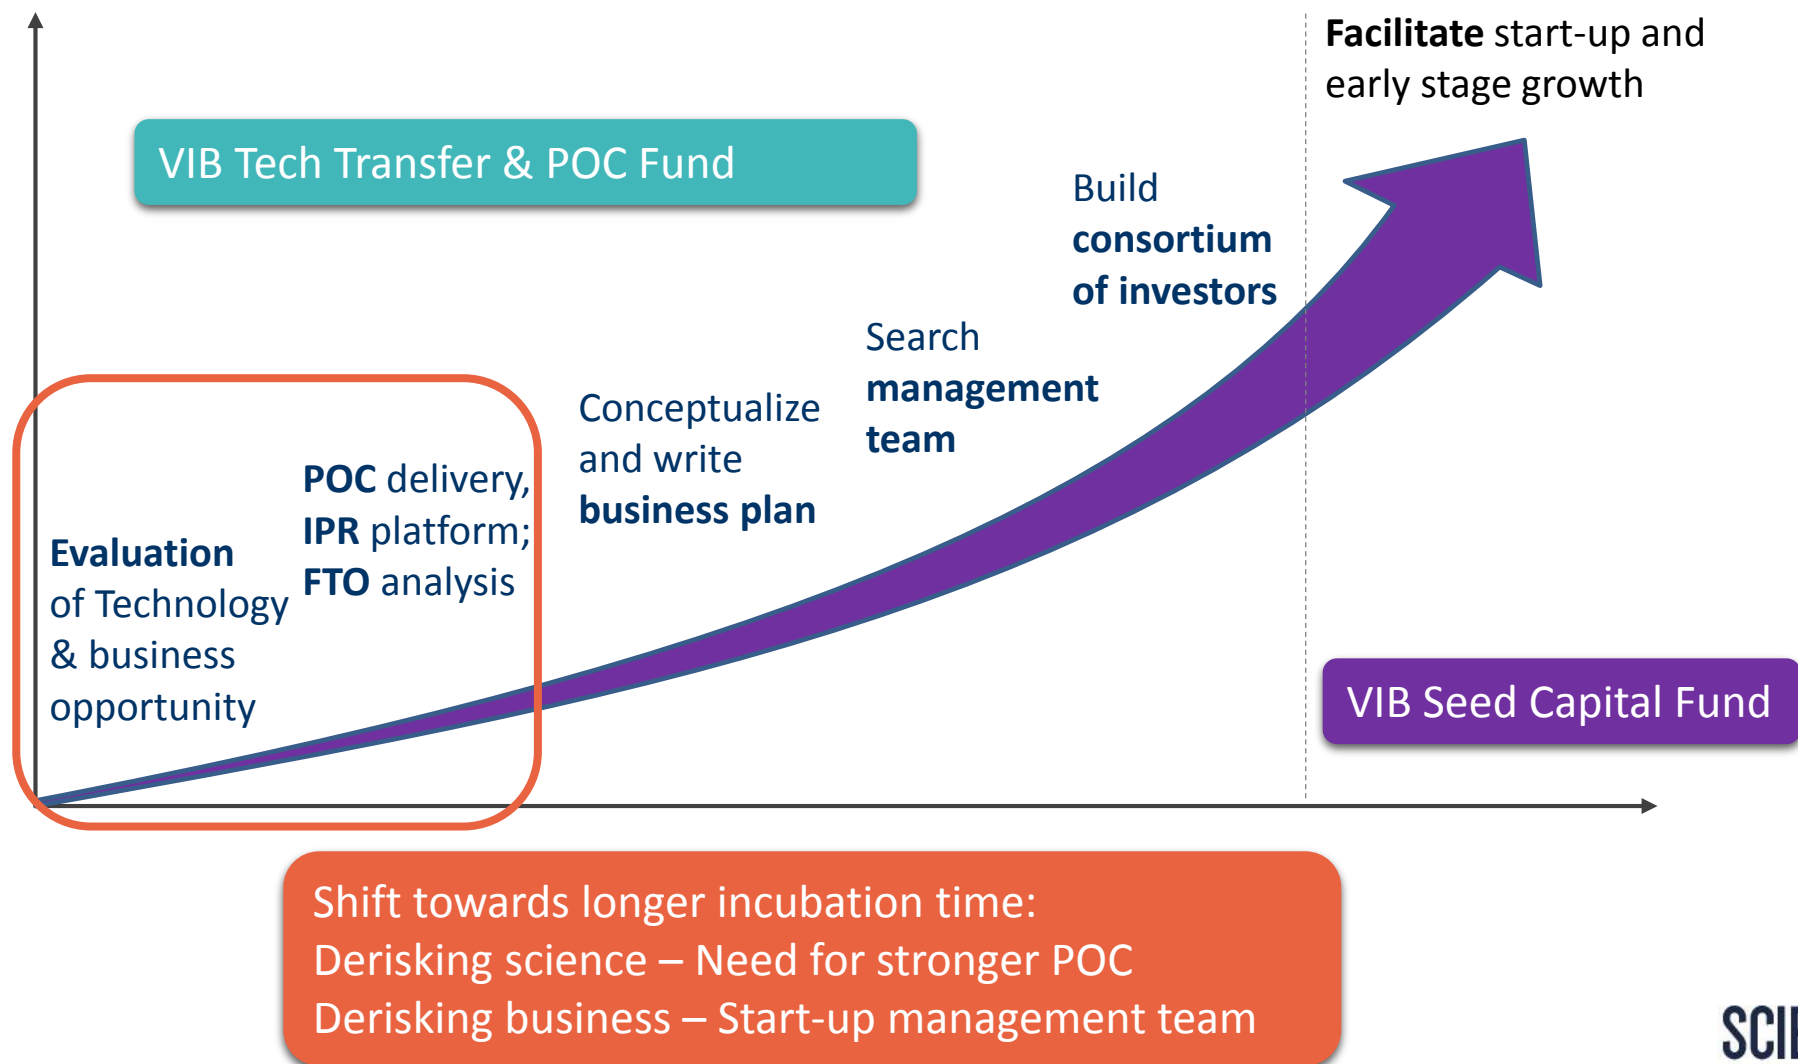 Facilitate start-up and
early stage growth
VIB Tech Transfer & POC Fund
Build
consortium
of investors
Search
management
team
Conceptualize
and write
business plan
POC delivery,
IPR platform;
FTO analysis
Evaluation
of Technology
& business
opportunity
VIB Seed Capital Fund
Shift towards longer incubation time:
Derisking science – Need for stronger POC
Derisking business – Start-up management team